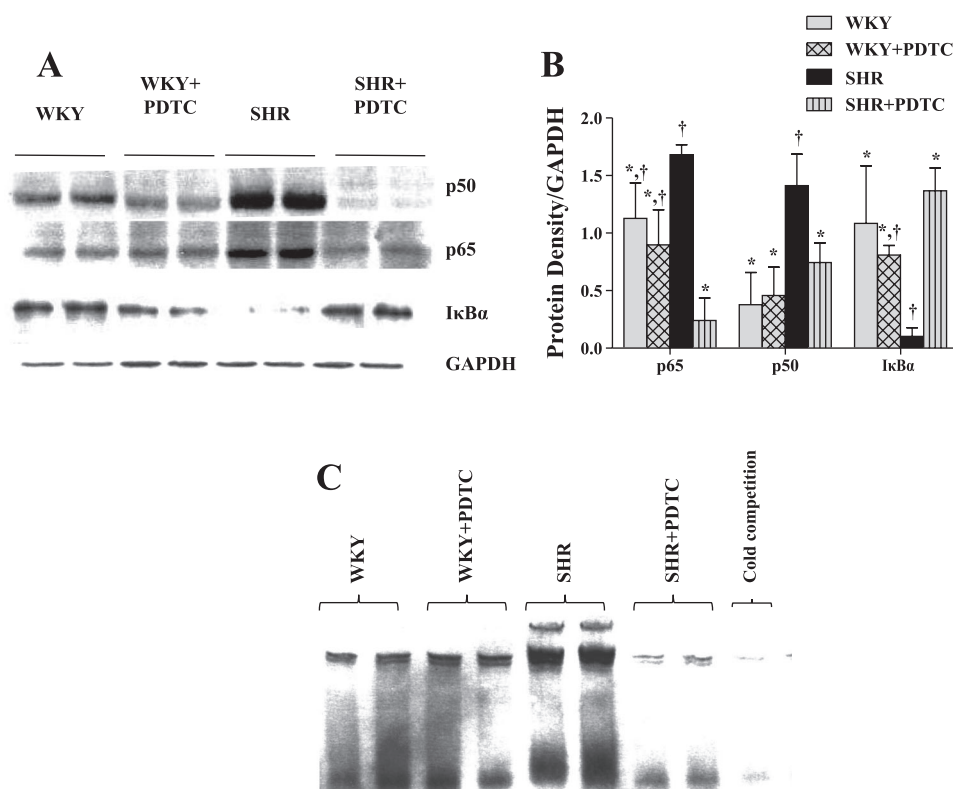 A
WKY
WKY+
PDTC
SHR
SHR+
PDTC
p50
p65
IκBα
GAPDH
B
WKY
WKY+PDTC
SHR
SHR+PDTC
Protein Density/GAPDH
2.0
1.5
1.0
0.5
0.0
*,†
*,†
†
*
*
*
†
*
*
*,†
†
*
p65
p50
IκBα
C
WKY
WKY+PDTC
SHR
SHR+PDTC
Cold competition